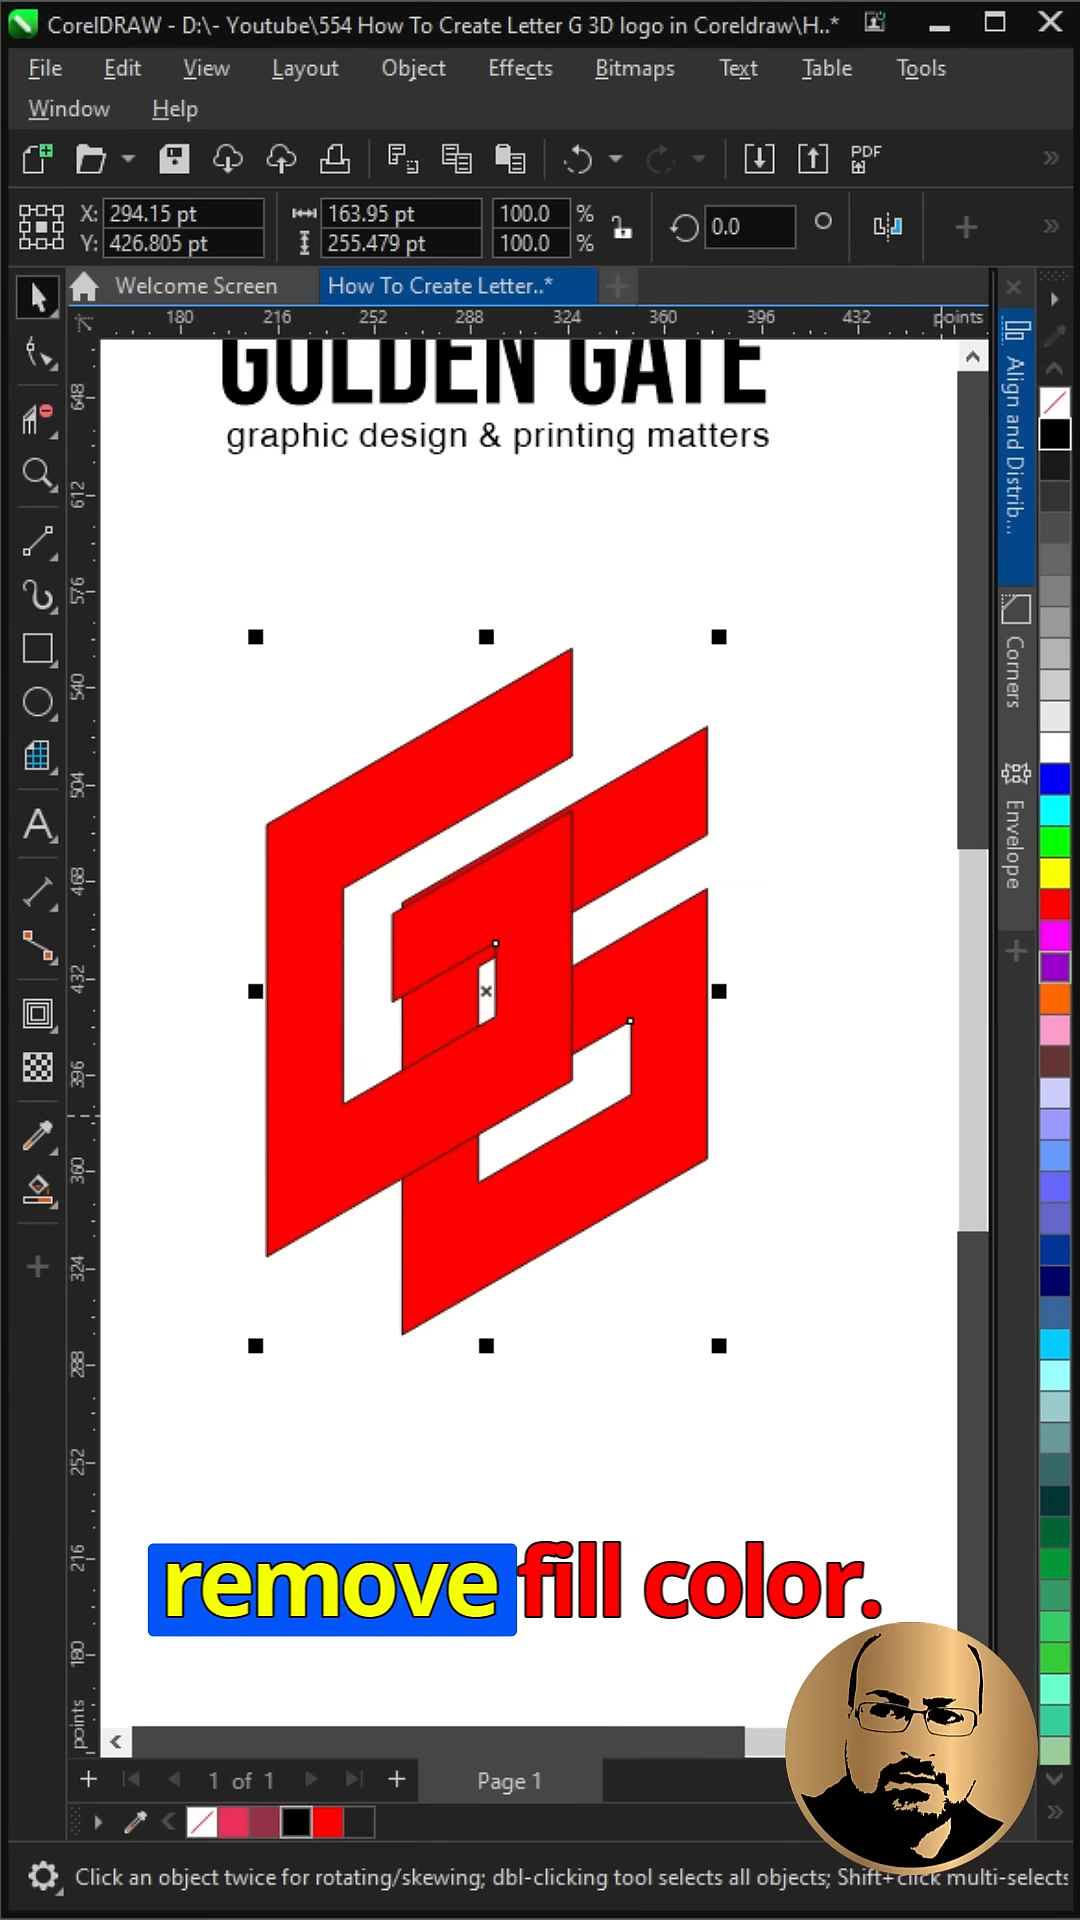 CorelDRAW - D:\- Youtube\554 How To Create Letter G 3D logo in Coreldraw\H..*
File Edit View Layout Object Effects Bitmaps Text Table Tools
Window Help
PDF
X: 294.15 pt 163.95 pt 100.0 % 0.0
Y: 426.805 pt 255.479 pt 100.0 %
Welcome Screen How To Create Letter..*
180 216 252 288 324 360 396 432 points
GOLDEN GATE
graphic design & printing matters
648
612
576
540
504
468
432
396
360
324
288
252
216
180
points
Align and Distrib...
Corners
Envelope
remove fill color.
1 of 1 Page 1
Click an object twice for rotating/skewing; dbl-clicking tool selects all objects; Shift+click multi-selects